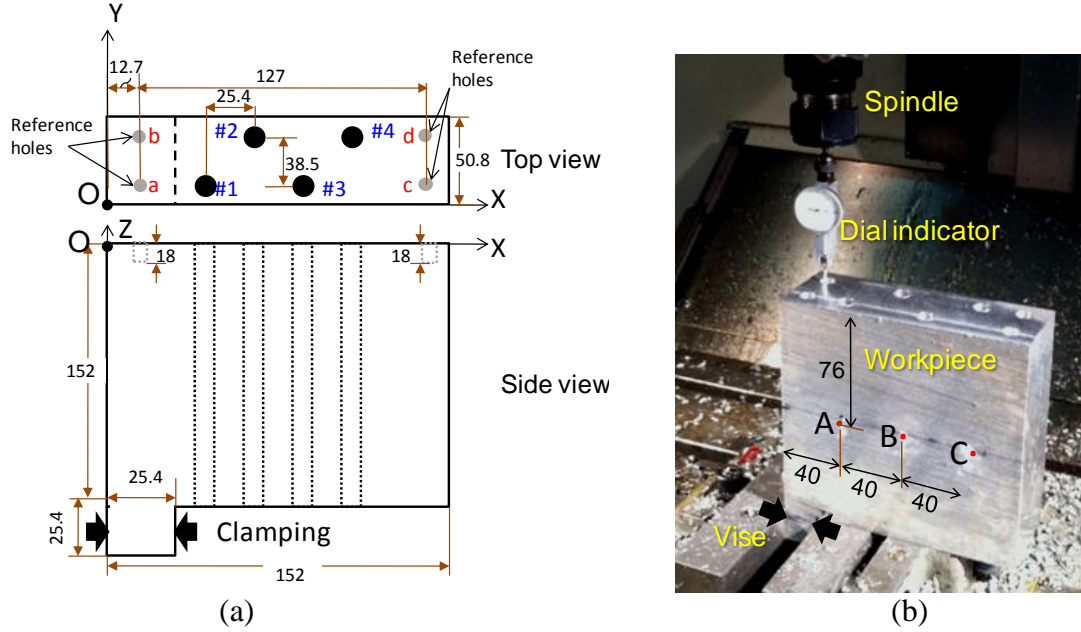 Y
12.7
127
Reference
holes
25.4
Reference
holes
b
#2
#4
d
38.5
50.8
Top view
a
#1
#3
c
O
X
O
Z
X
18
18
152
Side view
25.4
25.4
Clamping
152
(a)
Spindle
Dial indicator
Workpiece
76
A
B
C
40
40
40
Vise
(b)